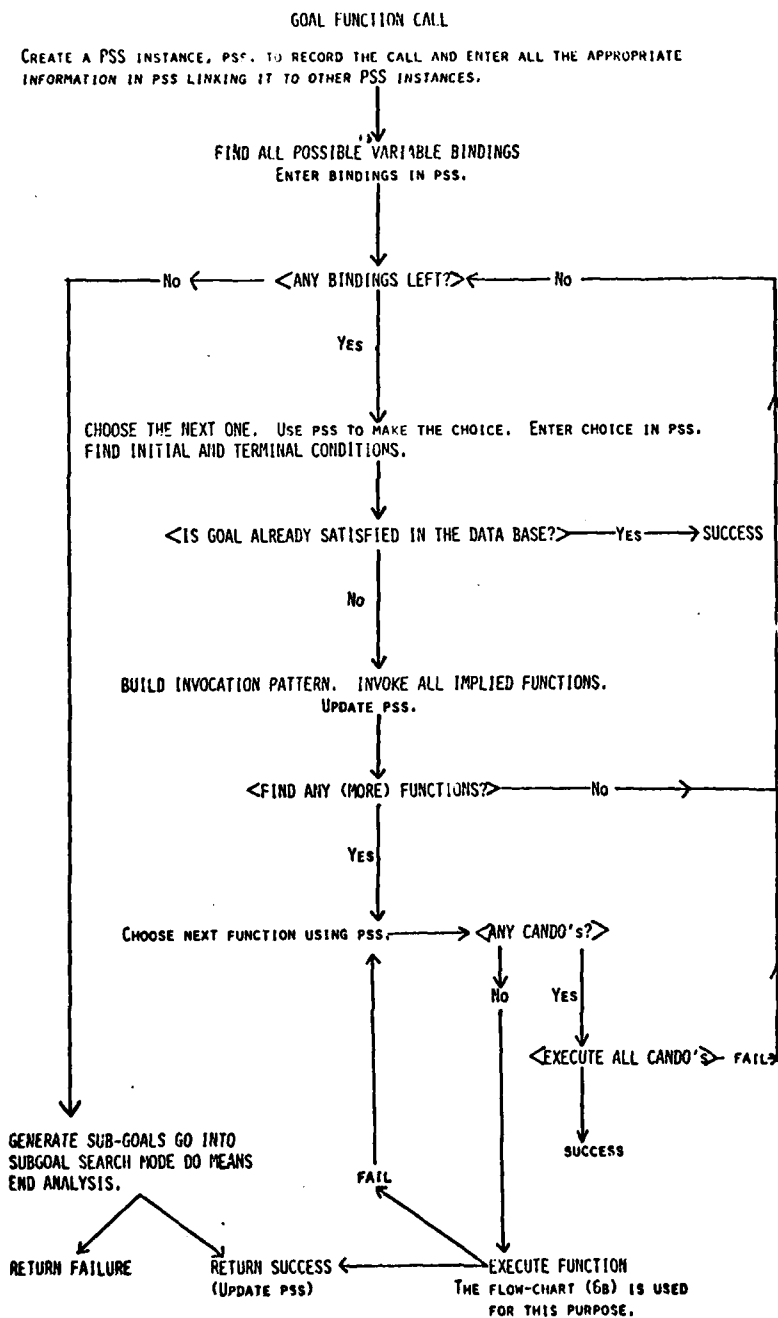 GOAL FUNCTION CALL
CREATE A PSS INSTANCE, PSS, TO RECORD THE CALL AND ENTER ALL THE APPROPRIATE
INFORMATION IN PSS LINKING IT TO OTHER PSS INSTANCES.
FIND ALL POSSIBLE VARIABLE BINDINGS
ENTER BINDINGS IN PSS.
No <ANY BINDINGS LEFT?> No
YES
CHOOSE THE NEXT ONE. USE PSS TO MAKE THE CHOICE. ENTER CHOICE IN PSS.
FIND INITIAL AND TERMINAL CONDITIONS.
<IS GOAL ALREADY SATISFIED IN THE DATA BASE?> YES SUCCESS
No
BUILD INVOCATION PATTERN. INVOKE ALL IMPLIED FUNCTIONS.
UPDATE PSS.
<FIND ANY (MORE) FUNCTIONS?> No
YES
CHOOSE NEXT FUNCTION USING PSS. <ANY CANDO's?>
No YES
<EXECUTE ALL CANDO's> FAIL
SUCCESS
GENERATE SUB-GOALS GO INTO
SUBGOAL SEARCH MODE DO MEANS
END ANALYSIS.
FAIL
RETURN FAILURE
RETURN SUCCESS
(UPDATE PSS)
EXECUTE FUNCTION
THE FLOW-CHART (6B) IS USED
FOR THIS PURPOSE.